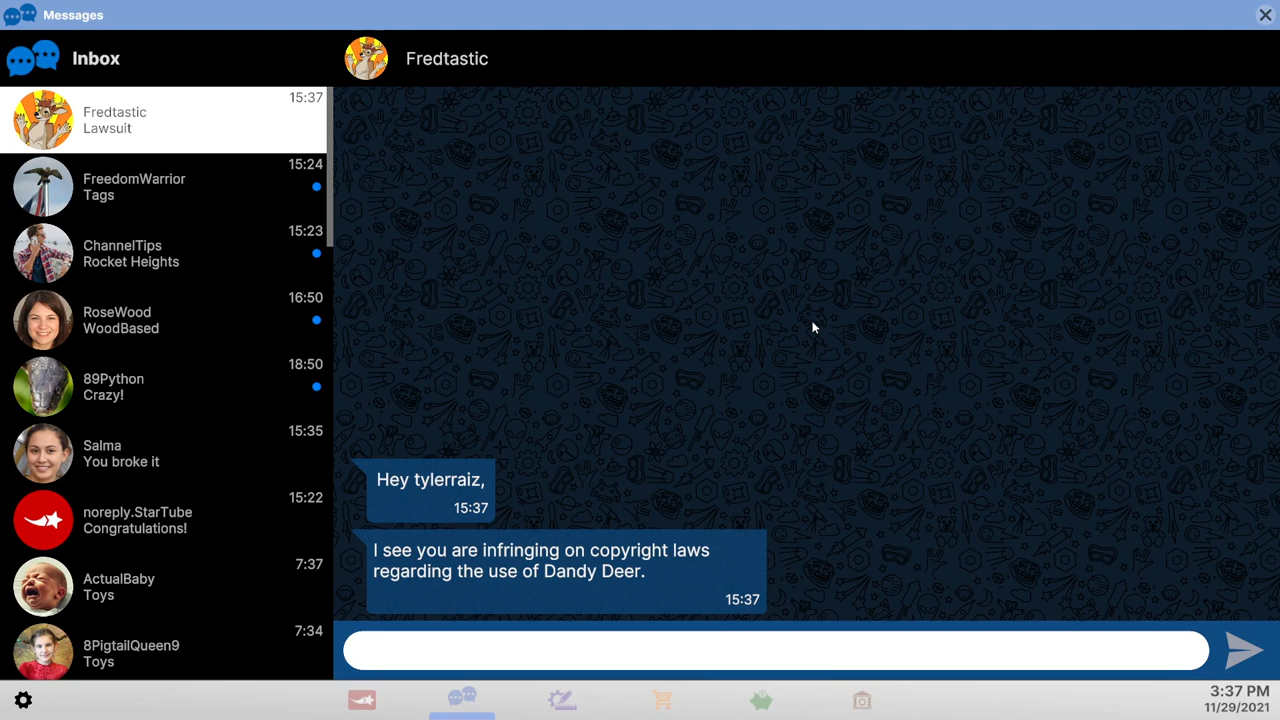 Messages
Inbox
Fredtastic
Fredtastic
Lawsuit
15:37
FreedomWarrior
Tags
15:24
ChannelTips
Rocket Heights
15:23
RoseWood
WoodBased
16:50
89Python
Crazy!
18:50
Salma
You broke it
15:35
noreply.StarTube
Congratulations!
15:22
ActualBaby
Toys
7:37
8PigtailQueen9
Toys
7:34
Hey tylerraiz,
15:37
I see you are infringing on copyright laws
regarding the use of Dandy Deer.
15:37
3:37 PM
11/29/2021